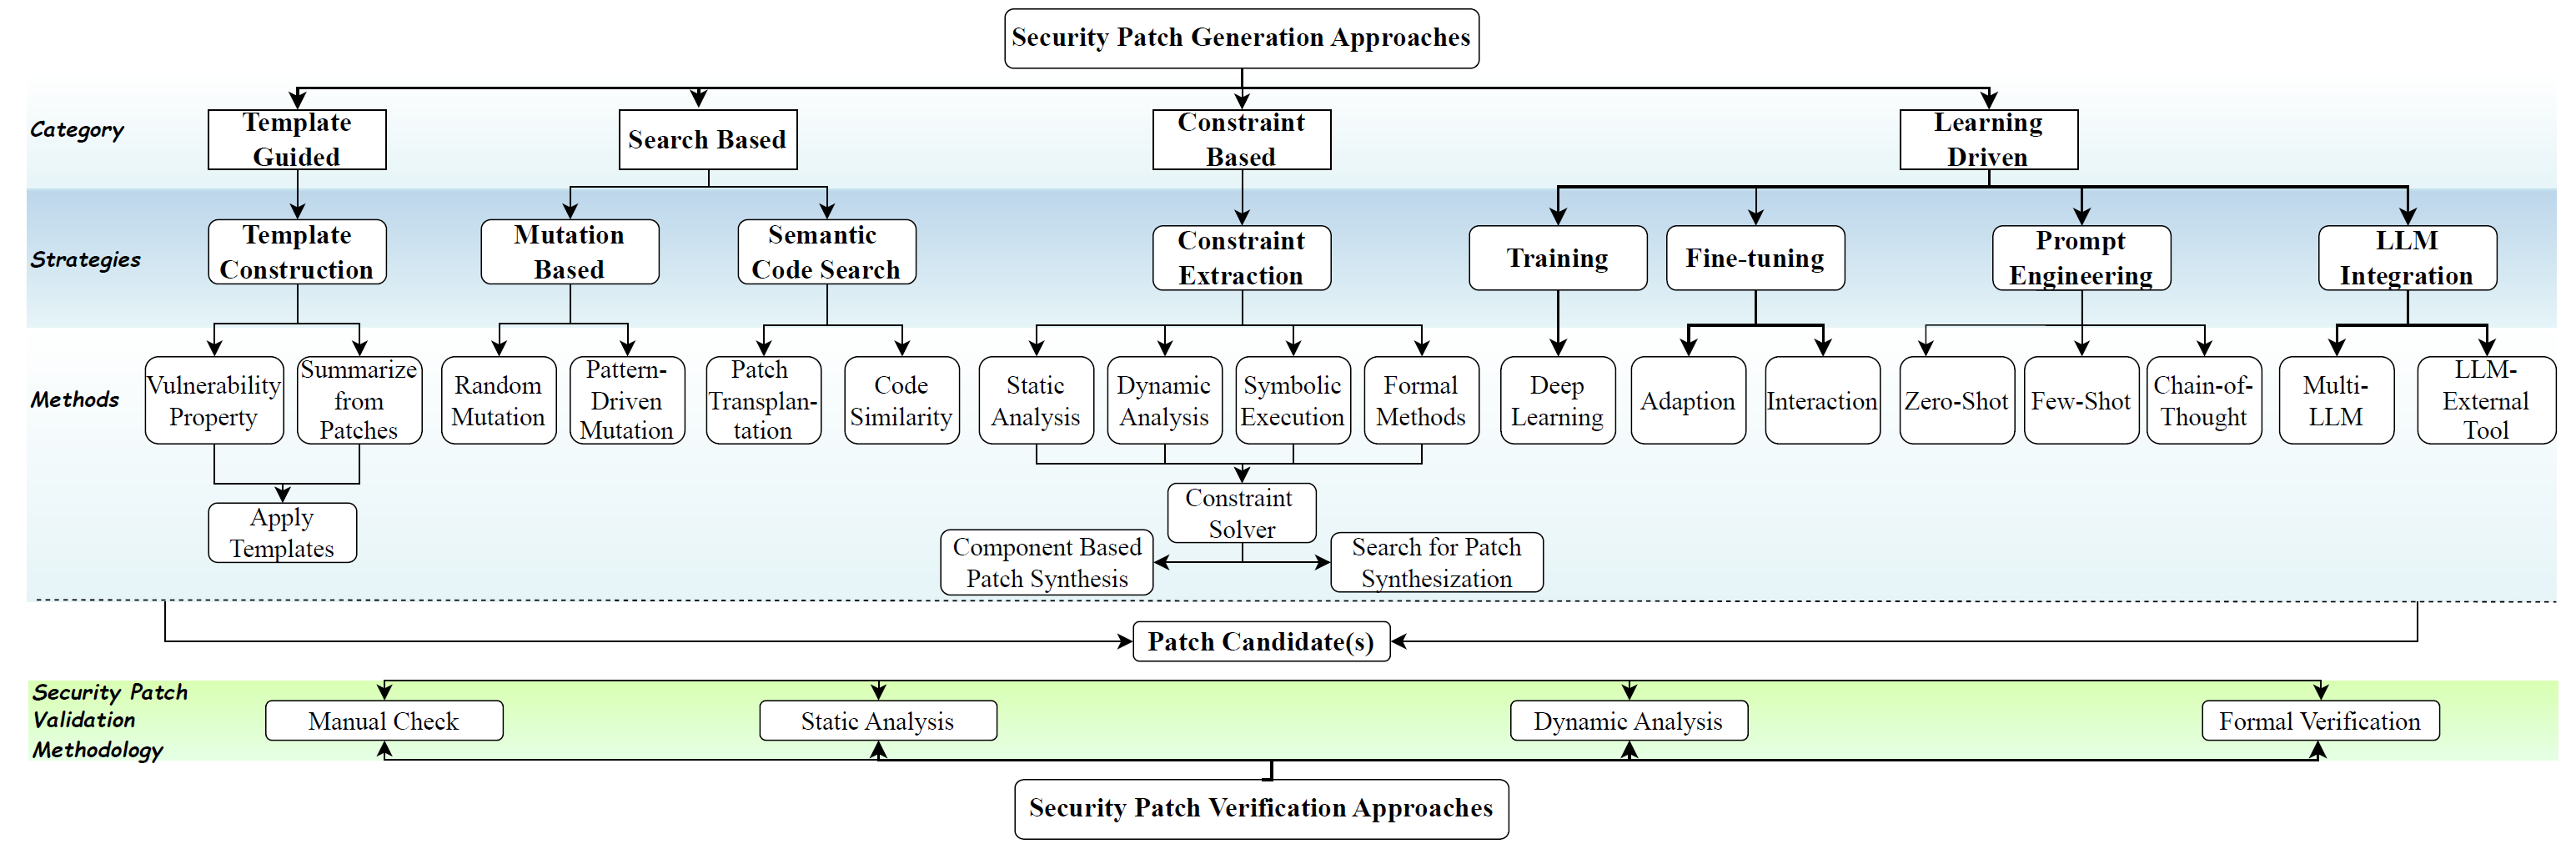 Security Patch Generation Approaches
Category
Template
Guided
Search Based
Constraint
Based
Learning
Driven
Strategies
Template
Construction
Mutation
Based
Semantic
Code Search
Constraint
Extraction
Training
Fine-tuning
Prompt
Engineering
LLM
Integration
Methods
Vulnerability
Property
Summarize
from
Patches
Random
Mutation
Pattern-
Driven
Mutation
Patch
Transplan-
tation
Code
Similarity
Static
Analysis
Dynamic
Analysis
Symbolic
Execution
Formal
Methods
Deep
Learning
Adaption
Interaction
Zero-Shot
Few-Shot
Chain-of-
Thought
Multi-
LLM
LLM-
External
Tool
Apply
Templates
Constraint
Solver
Component Based
Patch Synthesis
Search for Patch
Synthesization
Patch Candidate(s)
Security Patch
Validation
Methodology
Manual Check
Static Analysis
Dynamic Analysis
Formal Verification
Security Patch Verification Approaches